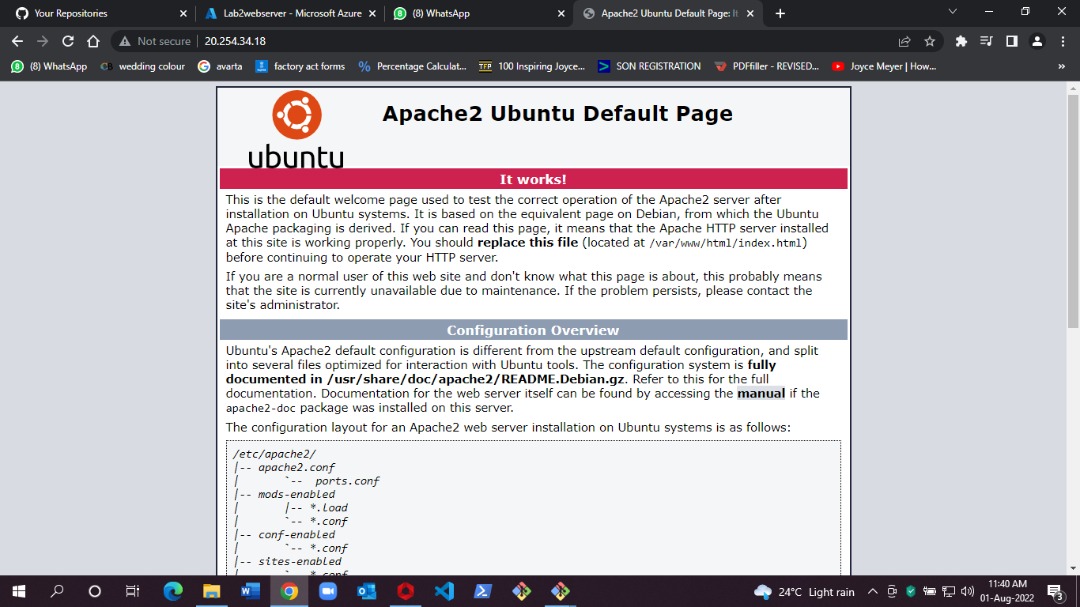 Your Repositories
Lab2webserver - Microsoft Azure
(8) WhatsApp
Apache2 Ubuntu Default Page: It
Not secure | 20.254.34.18
(8) WhatsApp
wedding colour
avarta
factory act forms
Percentage Calculat...
100 Inspiring Joyce...
SON REGISTRATION
PDFfiller - REVISED...
Joyce Meyer | How...
ubuntu
Apache2 Ubuntu Default Page
It works!
This is the default welcome page used to test the correct operation of the Apache2 server after
installation on Ubuntu systems. It is based on the equivalent page on Debian, from which the Ubuntu
Apache packaging is derived. If you can read this page, it means that the Apache HTTP server installed
at this site is working properly. You should replace this file (located at /var/www/html/index.html)
before continuing to operate your HTTP server.
If you are a normal user of this web site and don't know what this page is about, this probably means
that the site is currently unavailable due to maintenance. If the problem persists, please contact the
site's administrator.
Configuration Overview
Ubuntu's Apache2 default configuration is different from the upstream default configuration, and split
into several files optimized for interaction with Ubuntu tools. The configuration system is fully
documented in /usr/share/doc/apache2/README.Debian.gz. Refer to this for the full
documentation. Documentation for the web server itself can be found by accessing the manual if the
apache2-doc package was installed on this server.
The configuration layout for an Apache2 web server installation on Ubuntu systems is as follows:
/etc/apache2/
|-- apache2.conf
|       `--  ports.conf
|-- mods-enabled
|       |-- *.load
|       `-- *.conf
|-- conf-enabled
|       `-- *.conf
|-- sites-enabled
|       `-- *.conf
24°C Light rain
11:40 AM
01-Aug-2022
3